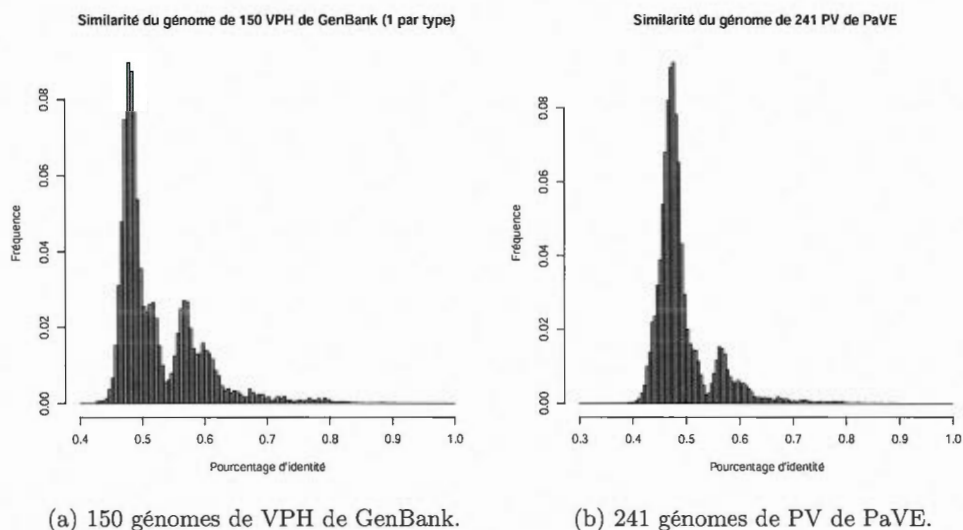 Similarité du génome de 150 VPH de GenBank (1 par type)
Fréquence
0.08
0.06
0.04
0.02
0.00
0.4 0.5 0.6 0.7 0.8 0.9 1.0
Pourcentage d'identité
(a) 150 génomes de VPH de GenBank.
Similarité du génome de 241 PV de PaVE
Fréquence
0.08
0.06
0.04
0.02
0.00
0.3 0.4 0.5 0.6 0.7 0.8 0.9 1.0
Pourcentage d'identité
(b) 241 génomes de PV de PaVE.